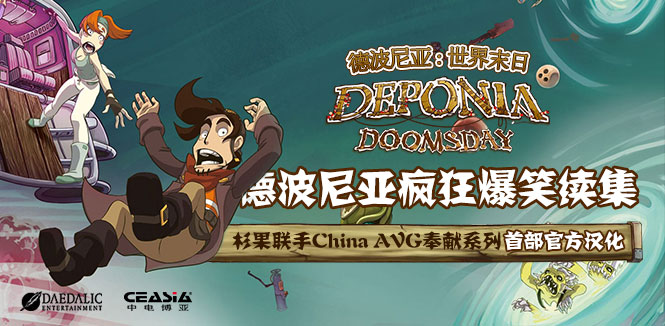 德波尼亚:世界末日
DEPONIA
DOOMSDAY
德波尼亚疯狂爆笑续集
杉果联手China AVG奉献系列首部官方汉化
DAEDALIC
ENTERTAINMENT
CEASIA
中电博亚